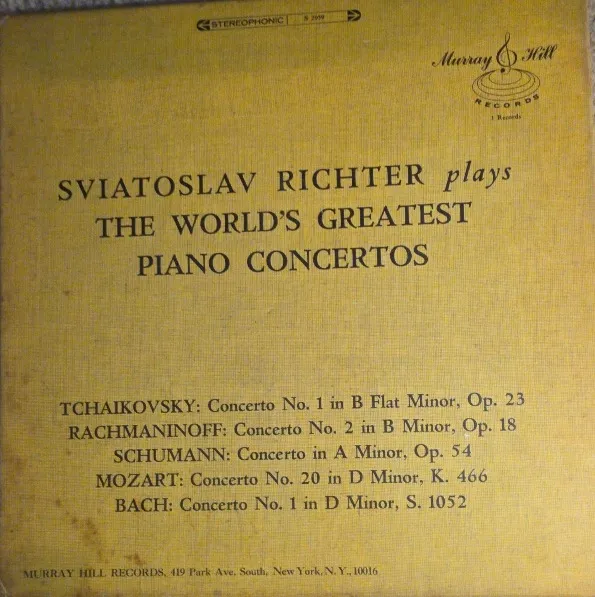 STEREOPHONIC
Murray Hill
RECORDS
Records
SVIATOSLAV RICHTER plays
THE WORLD'S GREATEST
PIANO CONCERTOS
TCHAIKOVSKY: Concerto No. 1 in B Flat Minor, Op. 23
RACHMANINOFF: Concerto No. 2 in B Minor, Op. 18
SCHUMANN: Concerto in A Minor, Op. 54
MOZART: Concerto No. 20 in D Minor, K. 466
BACH: Concerto No. 1 in D Minor, S. 1052
MURRAY HILL RECORDS, 419 Park Ave. South, New York, N. Y., 10016